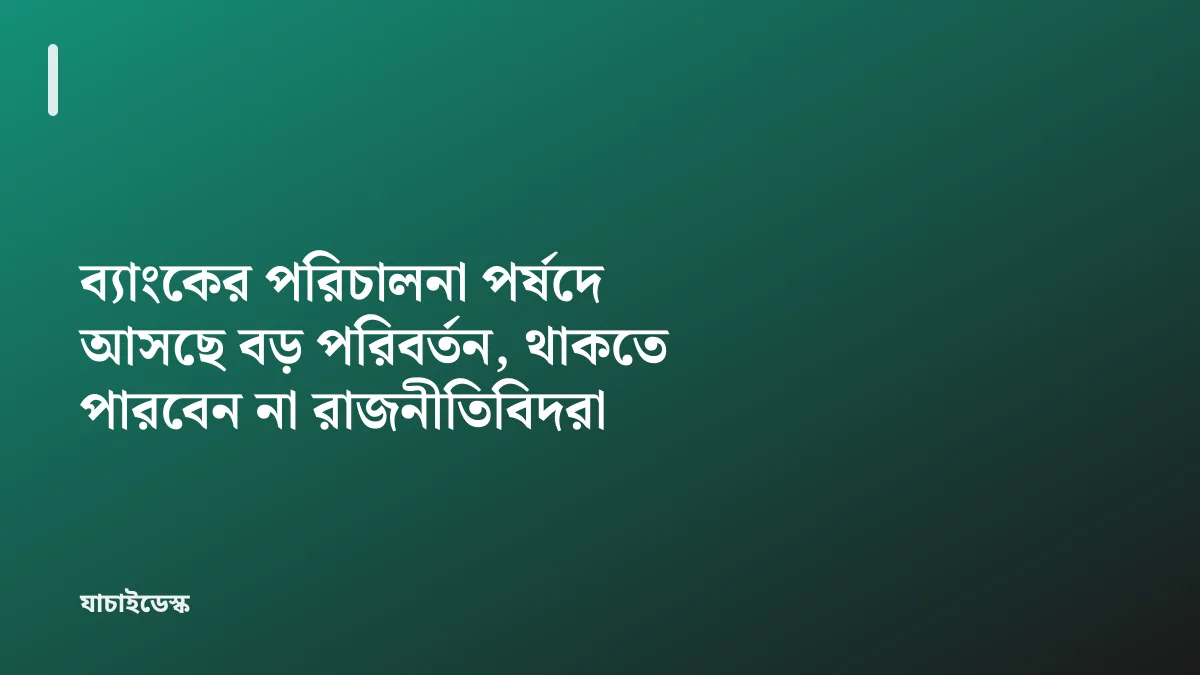 ব্যাংকের পরিচালনা পর্ষদে
আসছে বড় পরিবর্তন, থাকতে
পারবেন না রাজনীতিবিদরা
যাচাইডেস্ক